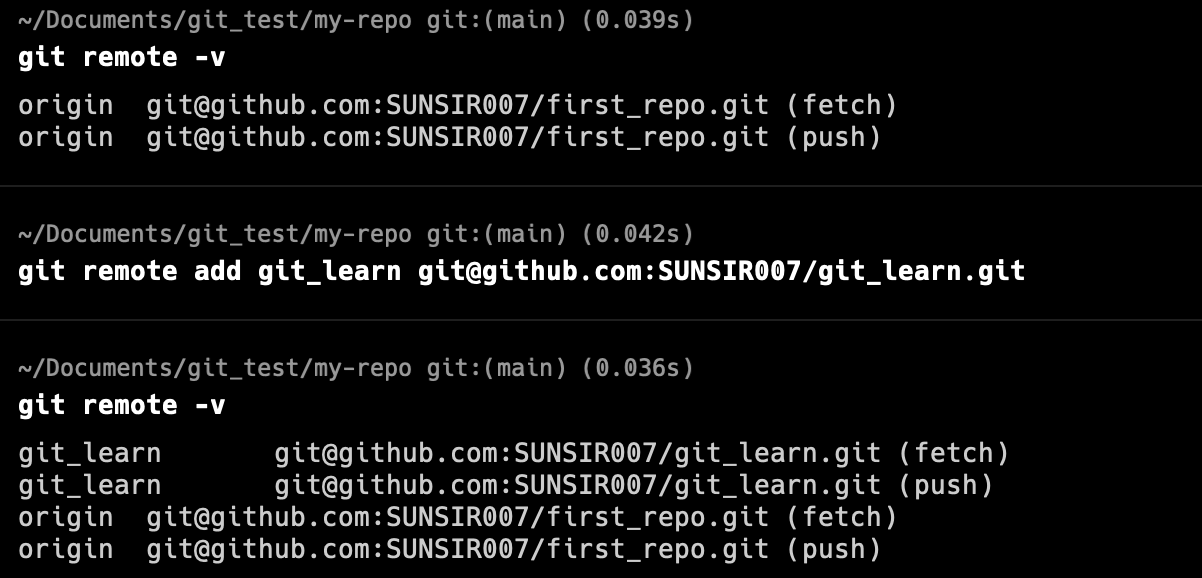 ~/Documents/git_test/my-repo git:(main) (0.039s)
git remote -v
origin  git@github.com:SUNSIR007/first_repo.git (fetch)
origin  git@github.com:SUNSIR007/first_repo.git (push)
~/Documents/git_test/my-repo git:(main) (0.042s)
git remote add git_learn git@github.com:SUNSIR007/git_learn.git
~/Documents/git_test/my-repo git:(main) (0.036s)
git remote -v
git_learn       git@github.com:SUNSIR007/git_learn.git (fetch)
git_learn       git@github.com:SUNSIR007/git_learn.git (push)
origin  git@github.com:SUNSIR007/first_repo.git (fetch)
origin  git@github.com:SUNSIR007/first_repo.git (push)